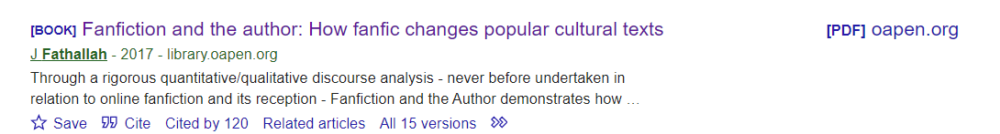 [BOOK] Fanfiction and the author: How fanfic changes popular cultural texts [PDF] oapen.org
J Fathallah - 2017 - library.oapen.org
Through a rigorous quantitative/qualitative discourse analysis - never before undertaken in
relation to online fanfiction and its reception - Fanfiction and the Author demonstrates how …
Save Cite Cited by 120 Related articles All 15 versions